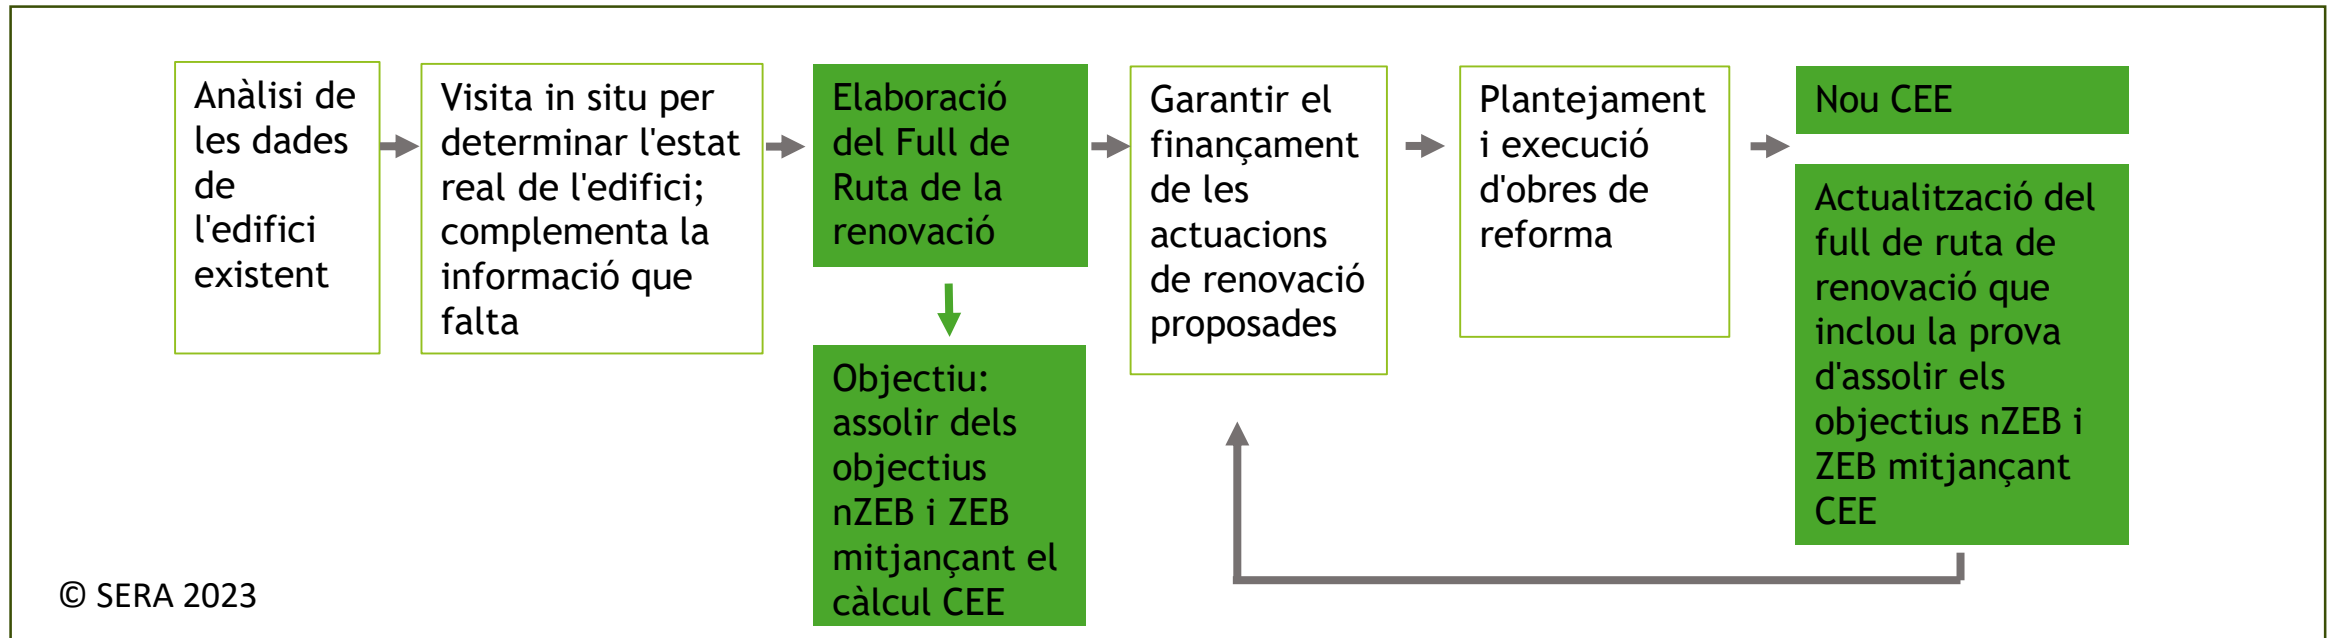 Anàlisi de
les dades
de
l'edifici
existent
Visita in situ per
determinar l'estat
real de l'edifici;
complementa la
informació que
falta
Elaboració
del Full de
Ruta de la
renovació
Objectiu:
assolir dels
objectius
nZEB i ZEB
mitjançant el
càlcul CEE
Garantir el
finançament
de les
actuacions
de renovació
proposades
Plantejament
i execució
d'obres de
reforma
Nou CEE
Actualització del
full de ruta de
renovació que
inclou la prova
d'assolir els
objectius nZEB i
ZEB mitjançant
CEE
© SERA 2023